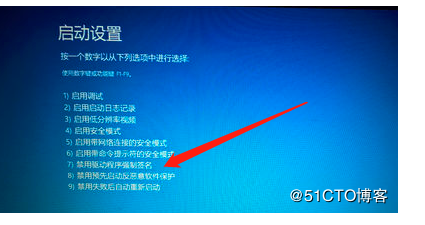 启动设置
按一个数字以从下列选项中进行选择:
使用数字键或功能键 F1-F9。
1) 启用调试
2) 启用启动日志记录
3) 启用低分辨率视频
4) 启用安全模式
5) 启用带网络连接的安全模式
6) 启用带命令提示符的安全模式
7) 禁用驱动程序强制签名
8) 禁用预先启动反恶意软件保护
9) 禁用失败后自动重新启动
@51CTO博客